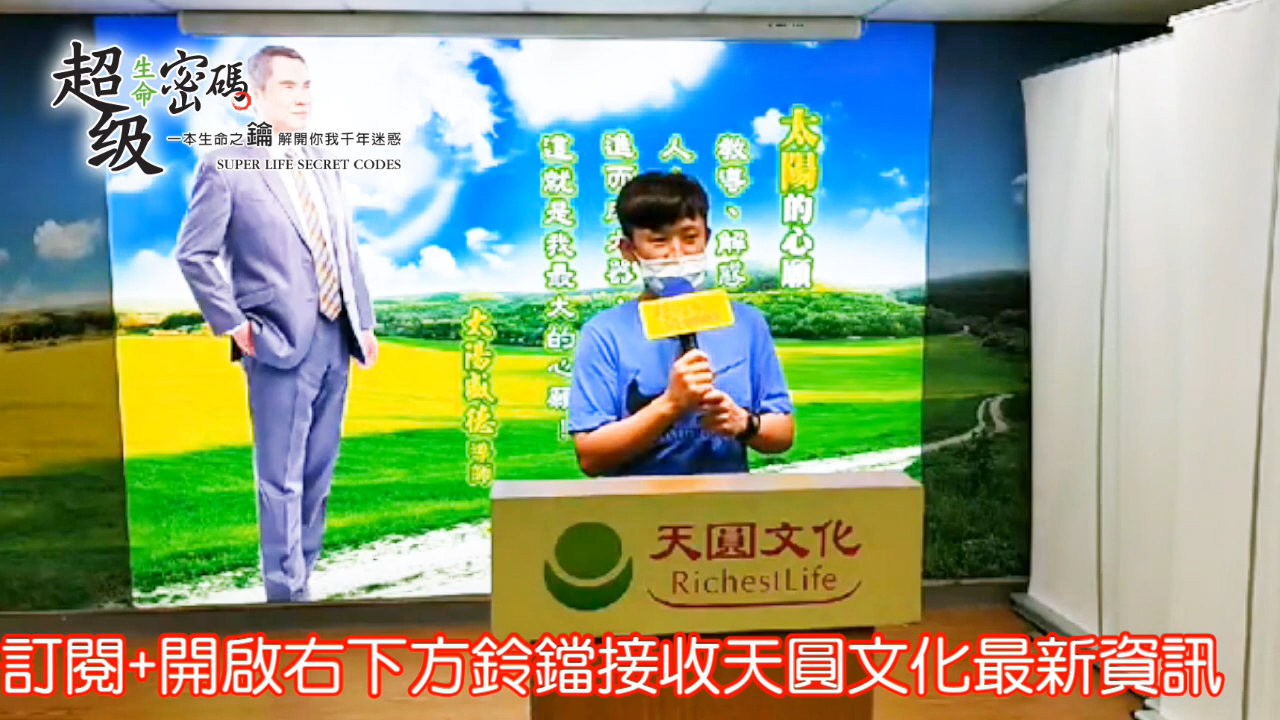 超级
生命
密碼
一本生命之鑰 解開你我千年迷惑
SUPER LIFE SECRET CODES
太陽的心願
教導、解惑
人
進而成大器，
這就是我最大的心願！
太陽盛德導師
天圓文化
RichestLife
訂閱+開啟右下方鈴鐺接收天圓文化最新資訊